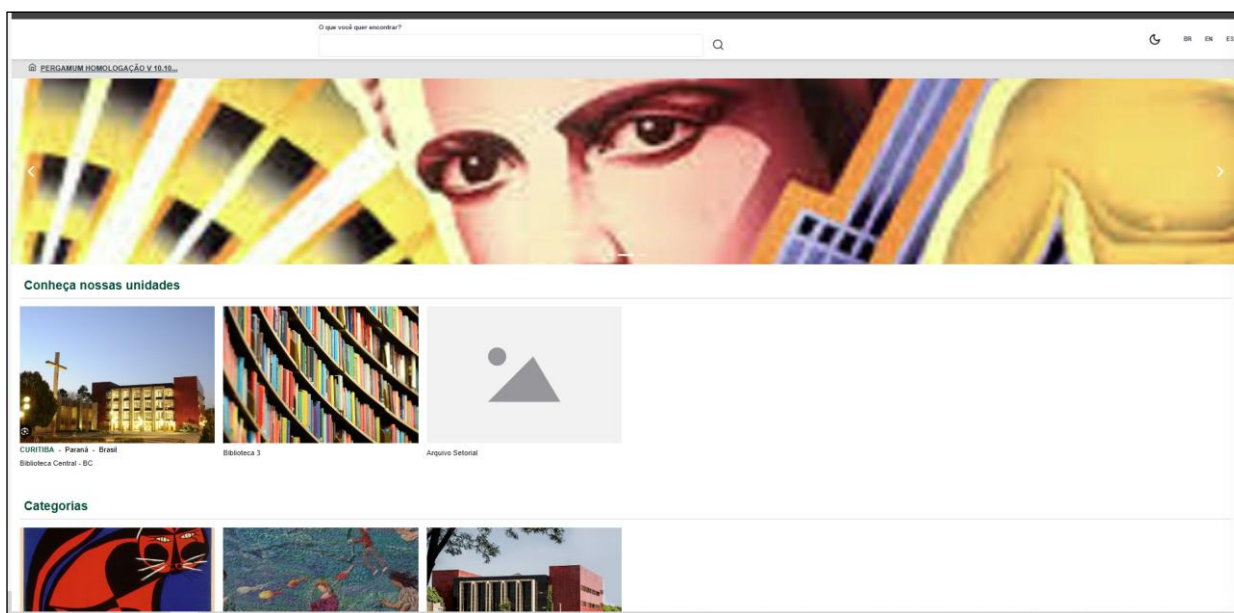 O que você quer encontrar?
BR EN ES
PERGAMUM HOMOLOGAÇÃO V 10.10...
Conheça nossas unidades
CURITIBA - Paraná - Brasil
Biblioteca Central - BC
Biblioteca 3
Arquivo Setorial
Categorias